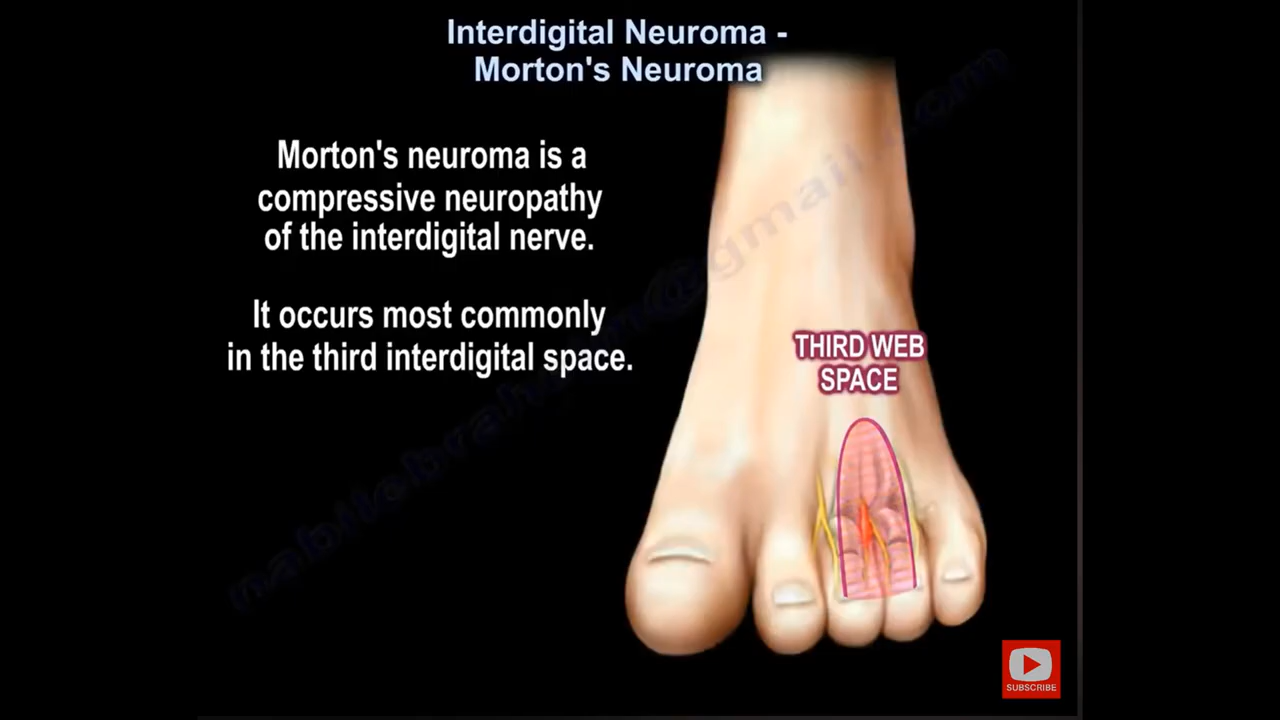 Interdigital Neuroma -
Morton's Neuroma
Morton's neuroma is a
compressive neuropathy
of the interdigital nerve.
It occurs most commonly
in the third interdigital space.
THIRD WEB
SPACE
SUBSCRIBE